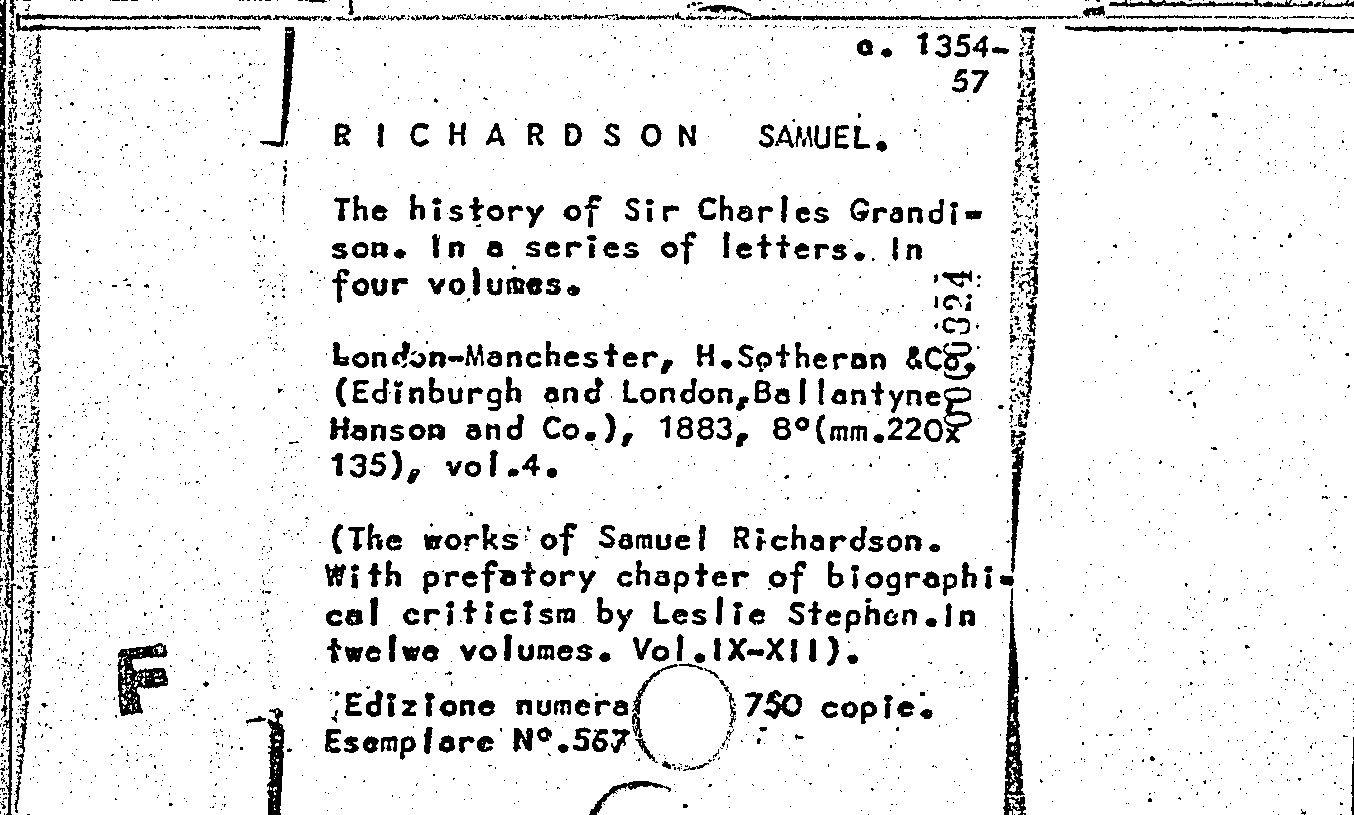 a. 1354-
57
RICHARDSON SAMUEL.
The history of Sir Charles Grandi-
son. In a series of letters. In
four volumes.
London-Manchester, H.Sotheran &Co.
(Edinburgh and London,Ballantyne,
Hanson and Co.), 1883, 8°(mm.220x
135), vol.4.
(The works of Samuel Richardson.
With prefatory chapter of biographi-
cal criticism by Leslie Stephen.In
twelwe volumes. Vol.IX-XII).
Edizione numera 750 copie.
Esemplare N°.567
F